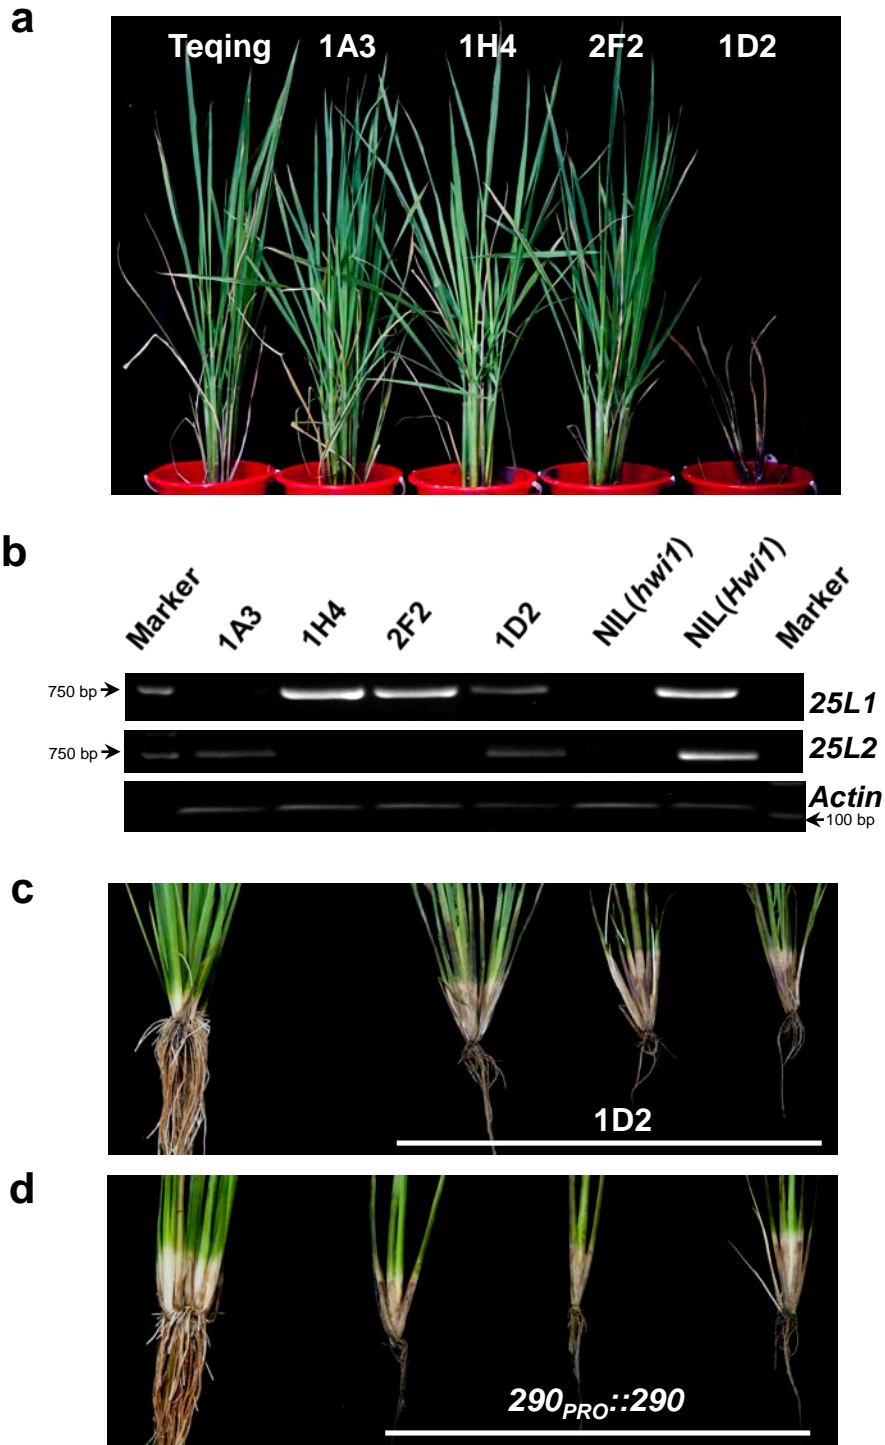 a
Teqing 1A3 1H4 2F2 1D2
b
Marker 1A3 1H4 2F2 1D2 NIL(hwi1) NIL(Hwi1) Marker
750 bp 25L1
750 bp 25L2
Actin
100 bp
c
1D2
d
290PRO::290